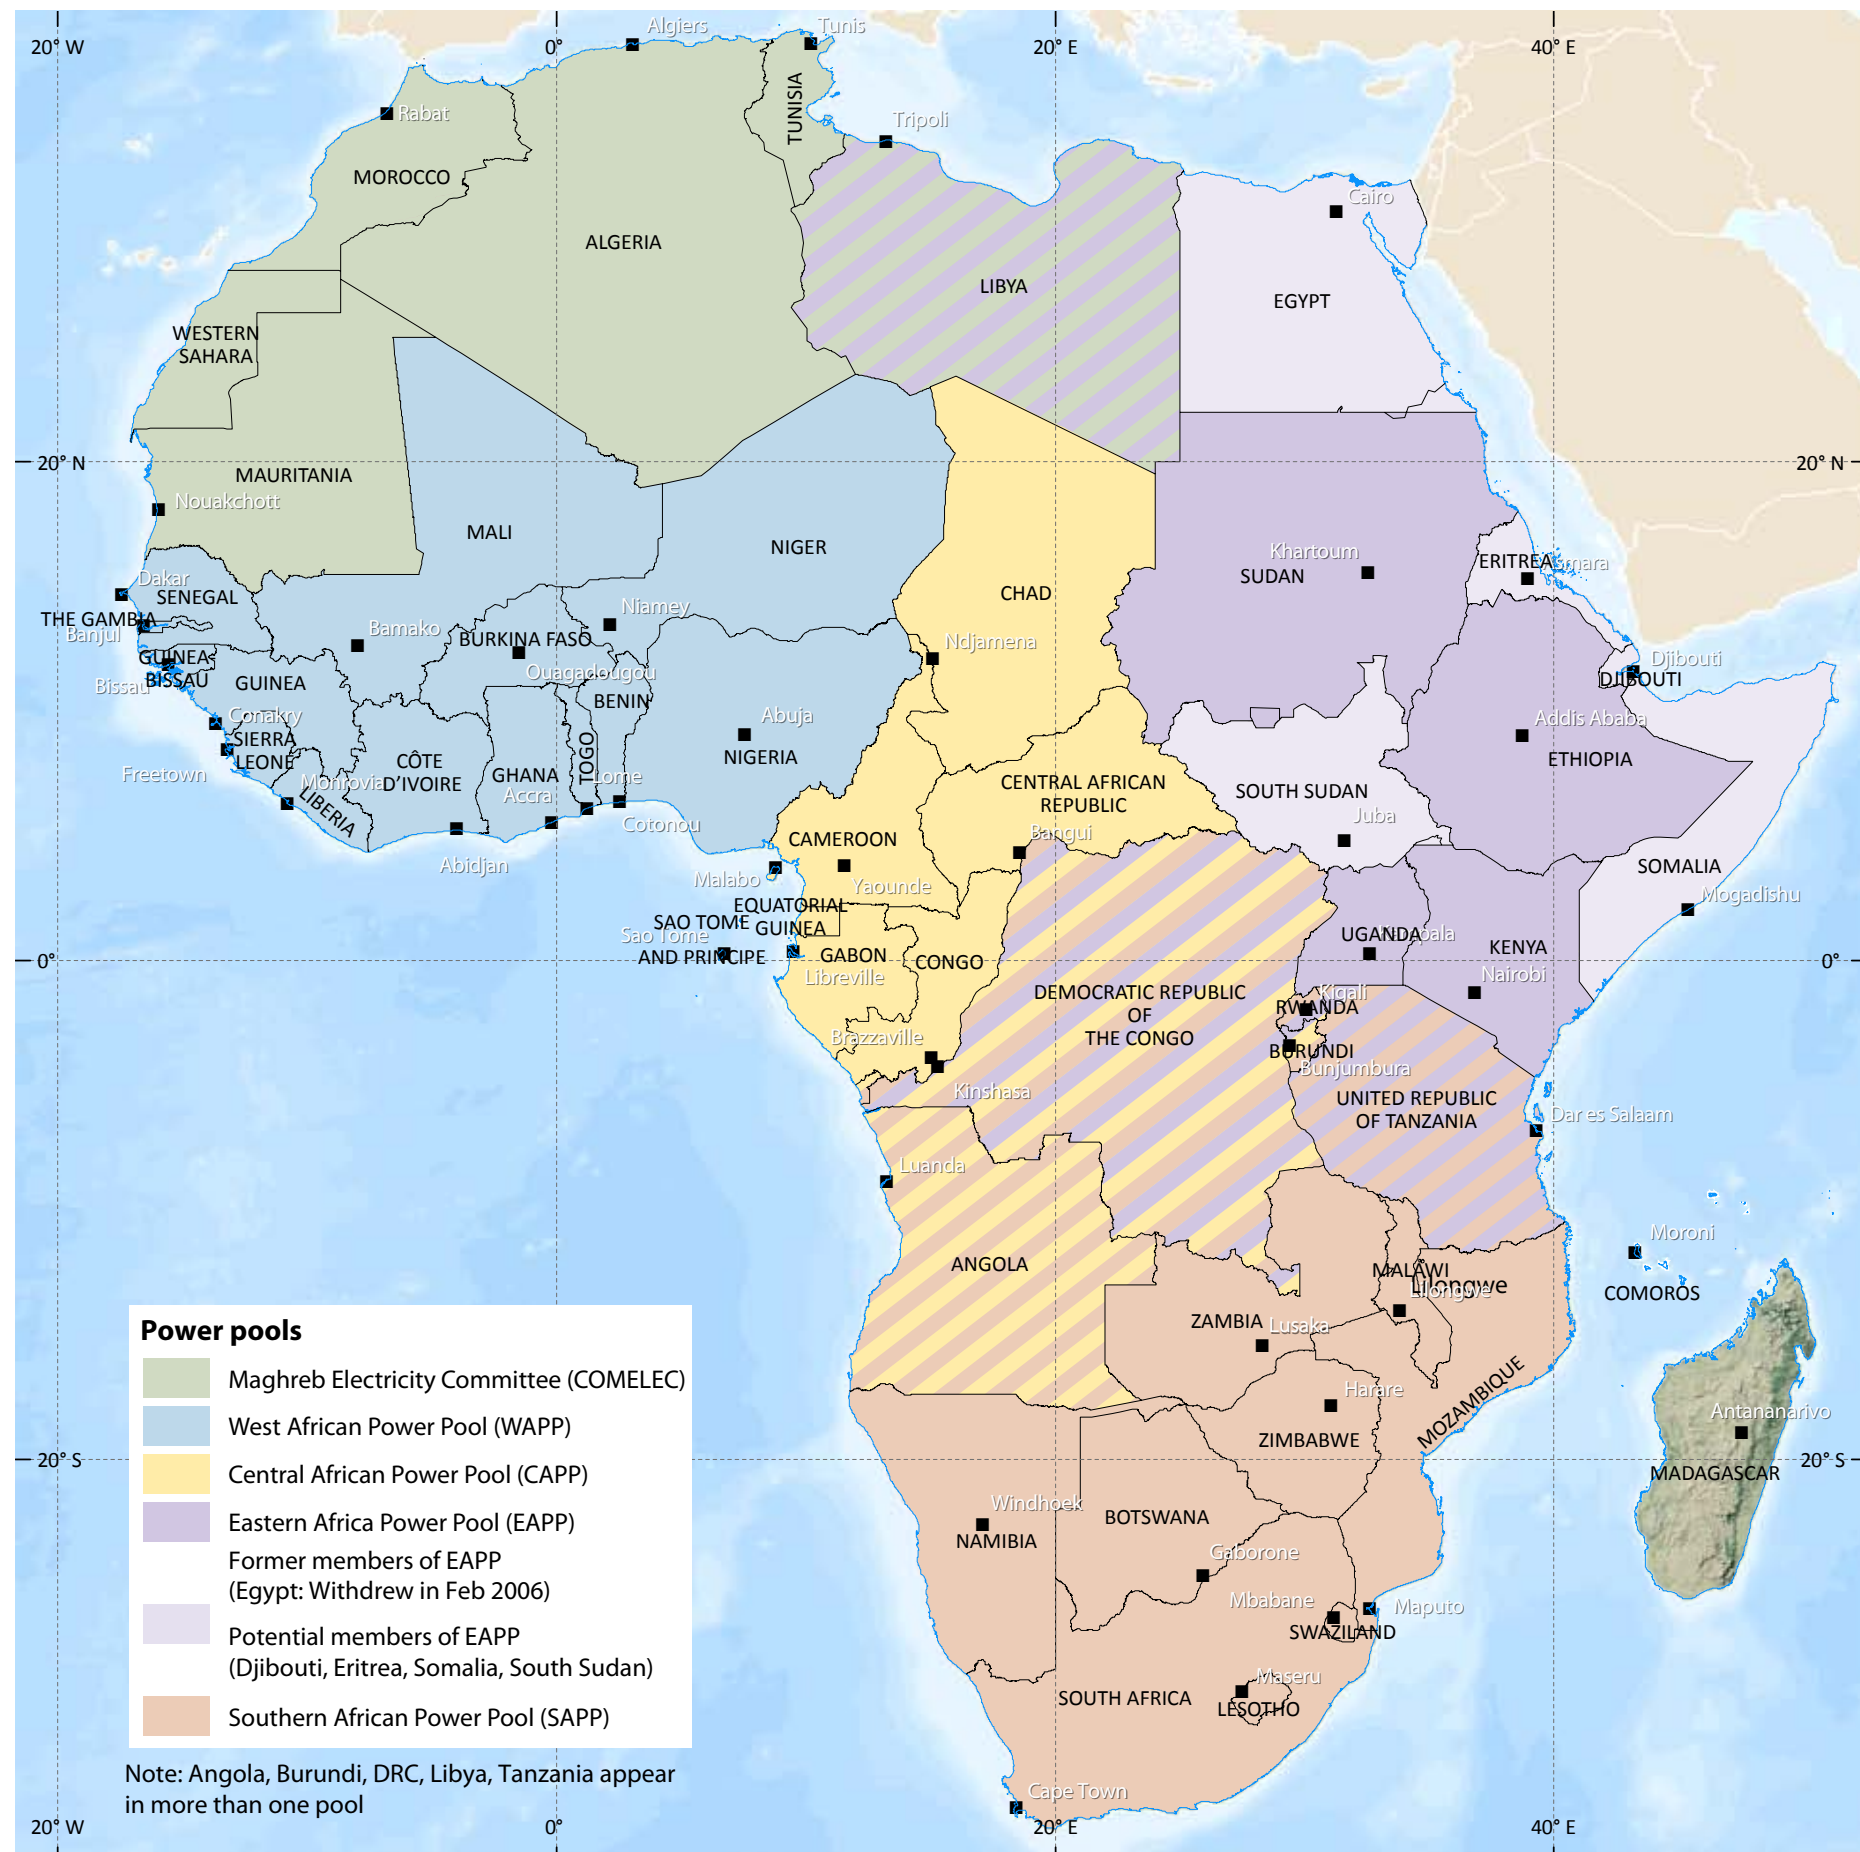 20° W
0°
20° E
40° E
Algiers
Tunis
Rabat
TUNISIA
Tripoli
MOROCCO
Cairo
ALGERIA
LIBYA
EGYPT
WESTERN
SAHARA
20° N
20° N
MAURITANIA
Nouakchott
MALI
NIGER
Khartoum
SUDAN
ERITREA
Asmara
CHAD
Dakar
SENEGAL
THE GAMBIA
Banjul
Bamako
Niamey
BURKINA FASO
Ouagadougou
Ndjamena
GUINEA
BISSAU
Bissau
GUINEA
BENIN
Djibouti
DJIBOUTI
Conakry
SIERRA
LEONE
Freetown
Monrovia
LIBERIA
CÔTE
D'IVOIRE
GHANA
Accra
TOGO
Lome
Cotonou
Abuja
NIGERIA
Addis Ababa
ETHIOPIA
CENTRAL AFRICAN
REPUBLIC
Bangui
SOUTH SUDAN
Juba
Abidjan
CAMEROON
Yaounde
Malabo
EQUATORIAL
GUINEA
SAO TOME
AND PRINCIPE
Sao Tome
SOMALIA
Mogadishu
UGANDA
Kampala
KENYA
Nairobi
0°
0°
GABON
Libreville
CONGO
DEMOCRATIC REPUBLIC
OF
THE CONGO
Kigali
RWANDA
BURUNDI
Bunjumbura
Brazzaville
Kinshasa
UNITED REPUBLIC
OF TANZANIA
Dar es Salaam
Luanda
ANGOLA
Moroni
COMOROS
MALAWI
Lilongwe
Lilongwe
ZAMBIA
Lusaka
MOZAMBIQUE
Harare
ZIMBABWE
Antananarivo
MADAGASCAR
20° S
20° S
Windhoek
NAMIBIA
BOTSWANA
Gaborone
Mbabane
Maputo
SWAZILAND
Maseru
LESOTHO
SOUTH AFRICA
Cape Town
Power pools
Maghreb Electricity Committee (COMELEC)
West African Power Pool (WAPP)
Central African Power Pool (CAPP)
Eastern Africa Power Pool (EAPP)
Former members of EAPP
(Egypt: Withdrew in Feb 2006)
Potential members of EAPP
(Djibouti, Eritrea, Somalia, South Sudan)
Southern African Power Pool (SAPP)
Note: Angola, Burundi, DRC, Libya, Tanzania appear
in more than one pool
20° W
0°
20° E
40° E